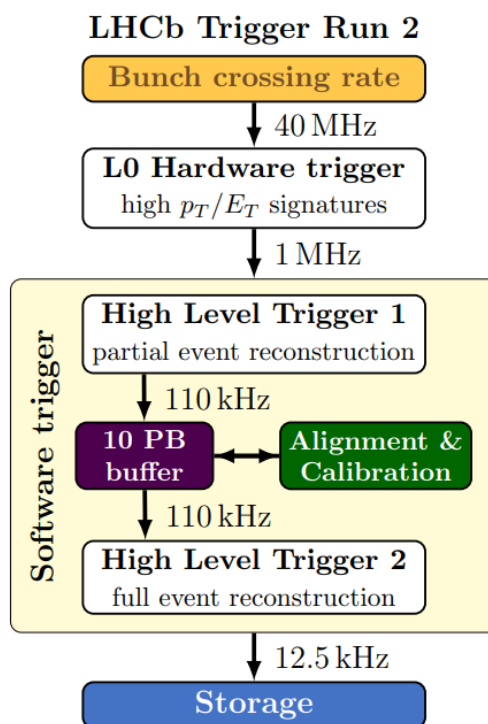 LHCb Trigger Run 2
Bunch crossing rate
40 MHz
L0 Hardware trigger
high p_T/E_T signatures
1 MHz
Software trigger
High Level Trigger 1
partial event reconstruction
110 kHz
10 PB
buffer
Alignment &
Calibration
110 kHz
High Level Trigger 2
full event reconstruction
12.5 kHz
Storage